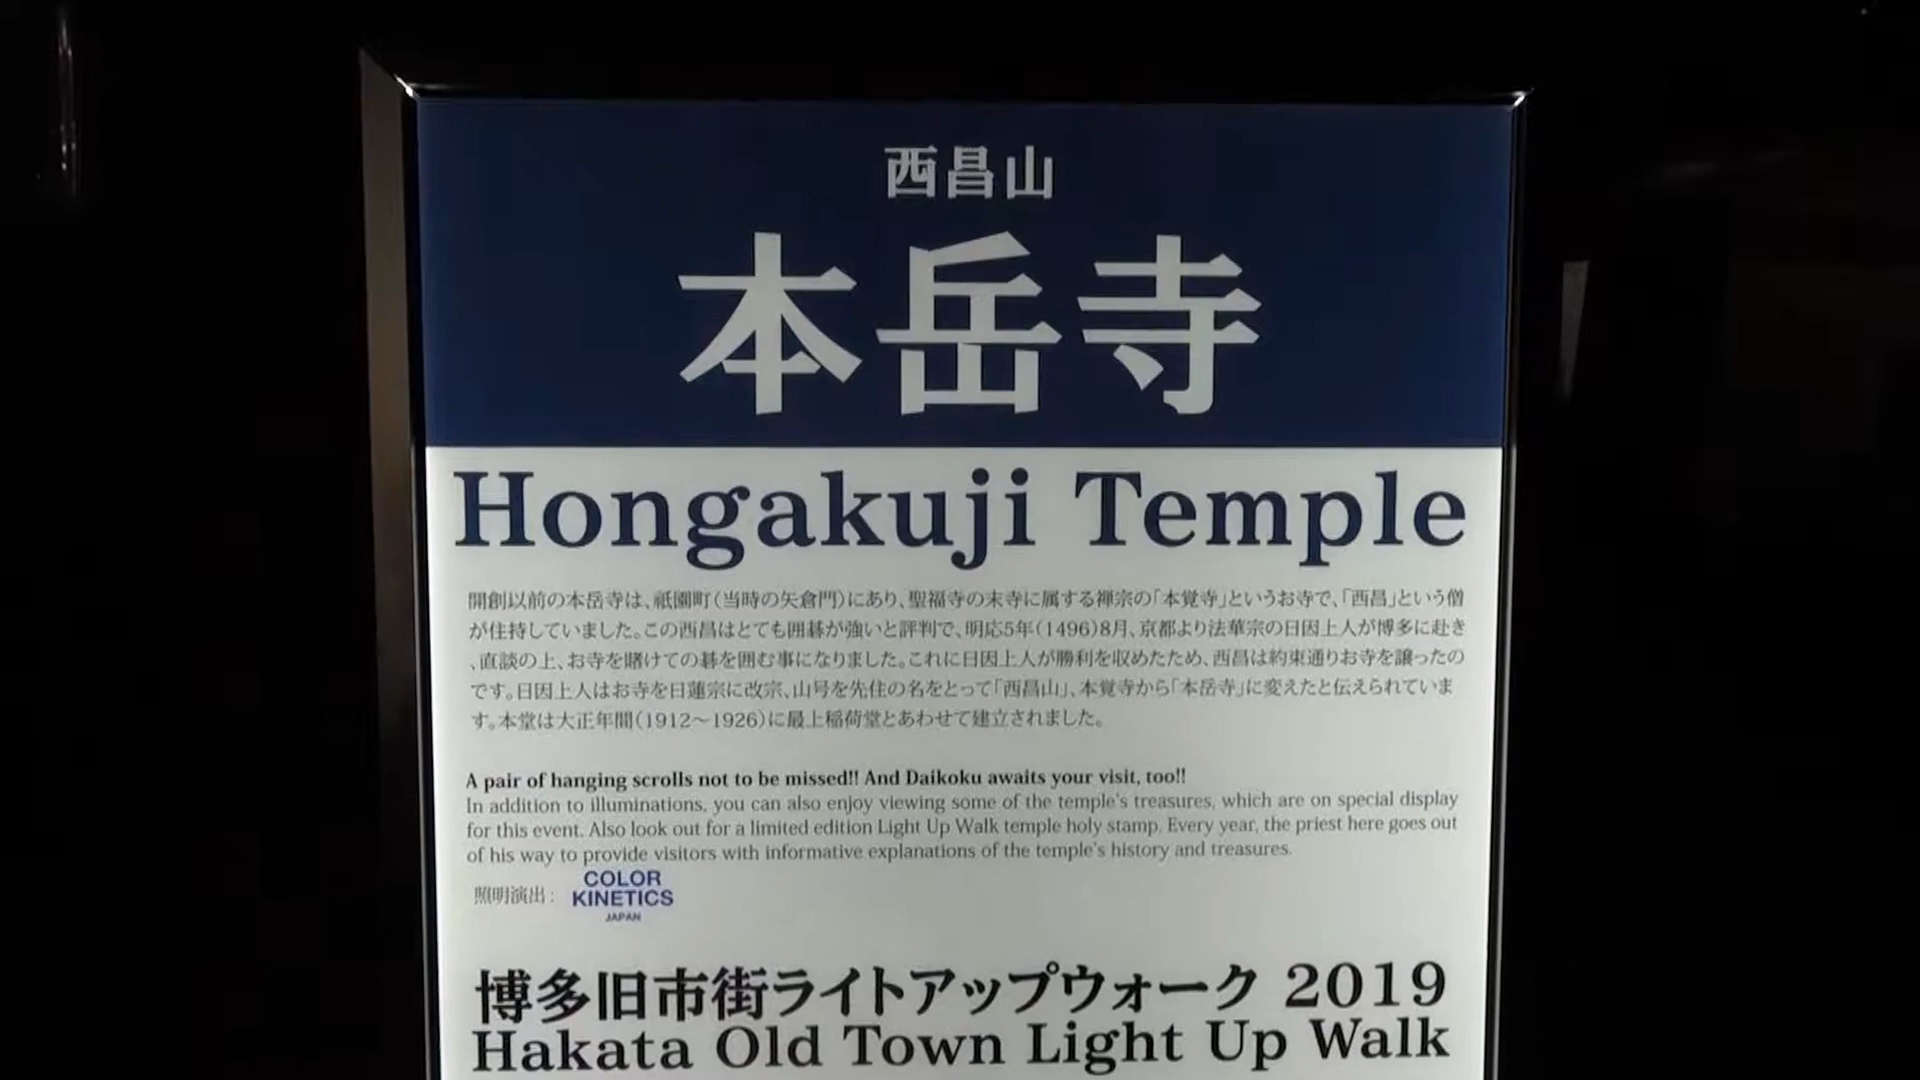 西昌山
本岳寺
Hongakuji Temple
開創以前の本岳寺は、祇園町（当時の矢倉門）にあり、聖福寺の末寺に属する禅宗の「本覚寺」というお寺で、「西昌」という僧
が住持していました。この西昌はとても囲碁が強いと評判で、明応5年（1496）8月、京都より法華宗の日因上人が博多に赴き
、直談の上、お寺を賭けての碁を囲む事になりました。これに日因上人が勝利を収めたため、西昌は約束通りお寺を譲ったの
です。日因上人はお寺を日蓮宗に改宗、山号を先住の名をとって「西昌山」、本覚寺から「本岳寺」に変えたと伝えられていま
す。本堂は大正年間（1912～1926）に最上稲荷堂とあわせて建立されました。
A pair of hanging scrolls not to be missed!! And Daikoku awaits your visit, too!!
In addition to illuminations, you can also enjoy viewing some of the temple's treasures, which are on special display
for this event. Also look out for a limited edition Light Up Walk temple holy stamp. Every year, the priest here goes out
of his way to provide visitors with informative explanations of the temple's history and treasures.
照明演出： COLOR
KINETICS
JAPAN
博多旧市街ライトアップウォーク 2019
Hakata Old Town Light Up Walk